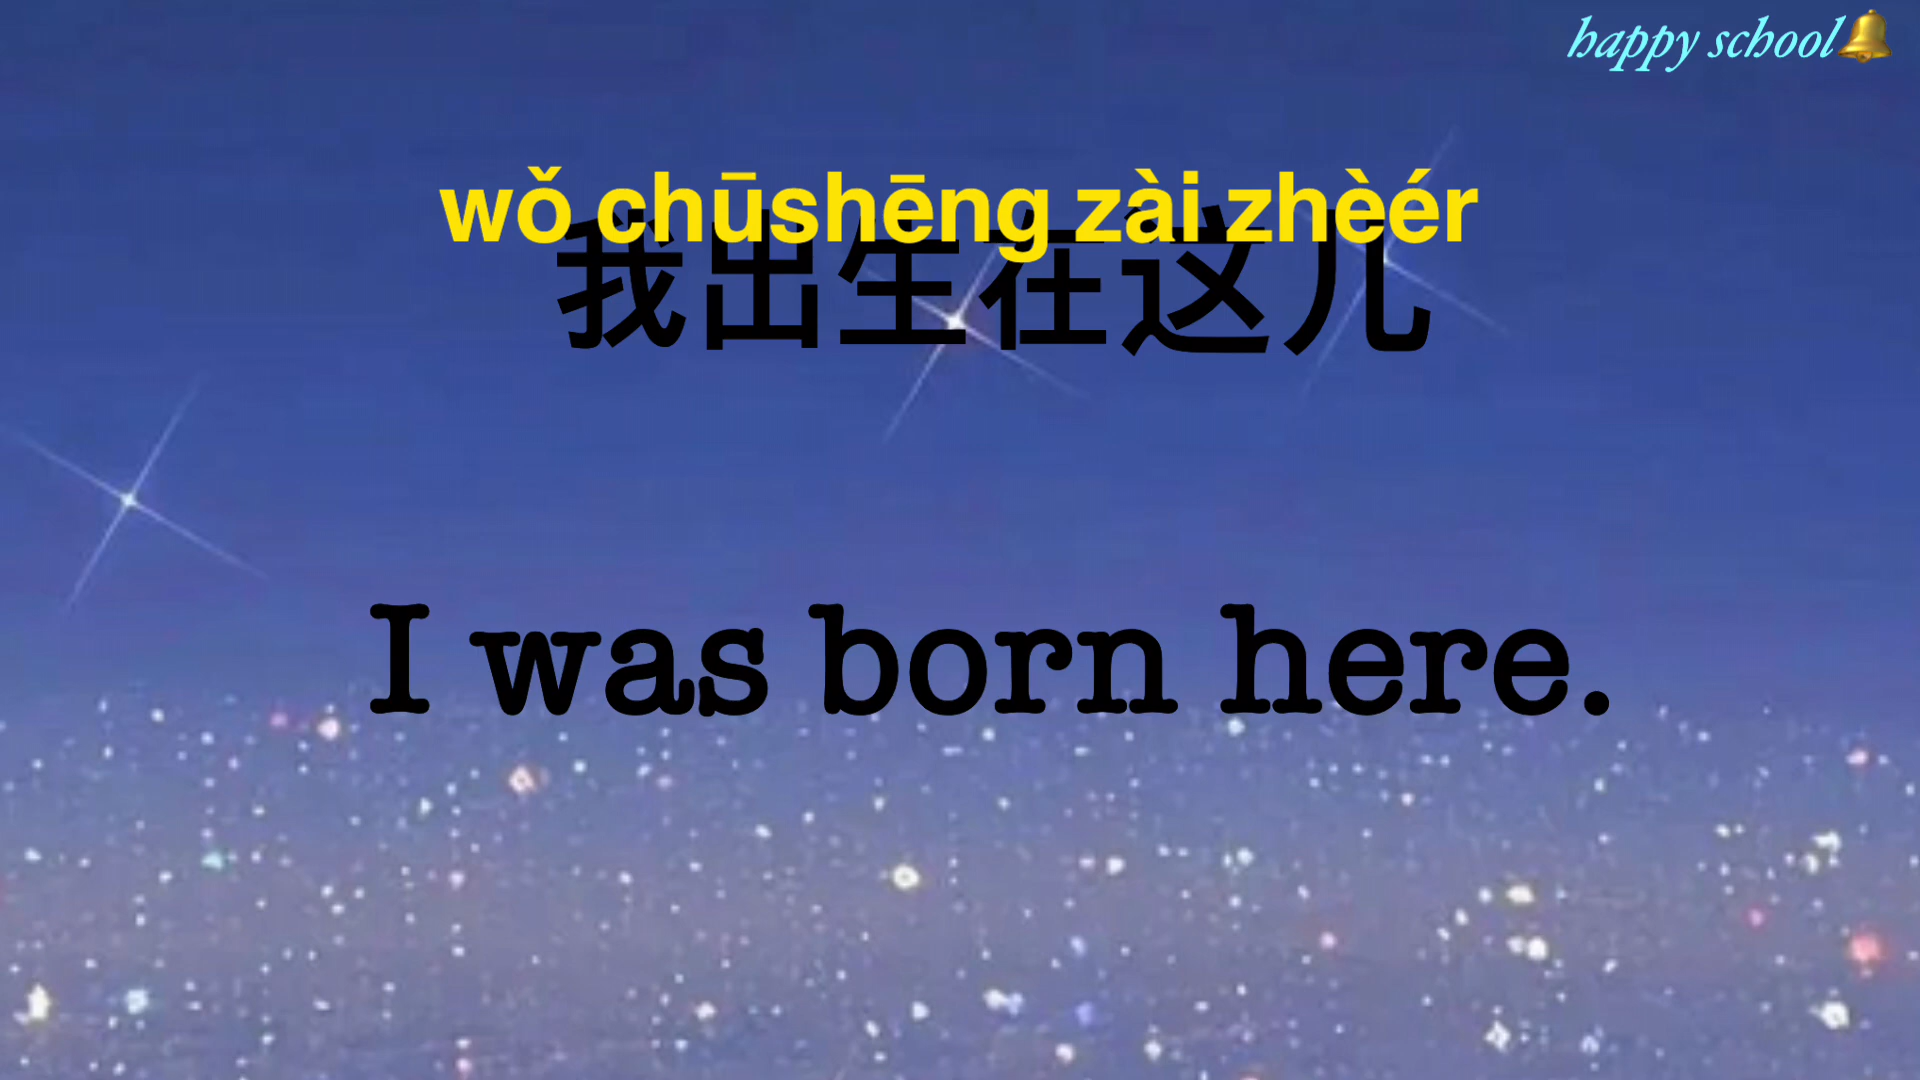 happy school🔔
wǒ chūshēng zài zhèér
我出生在这儿
I was born here.